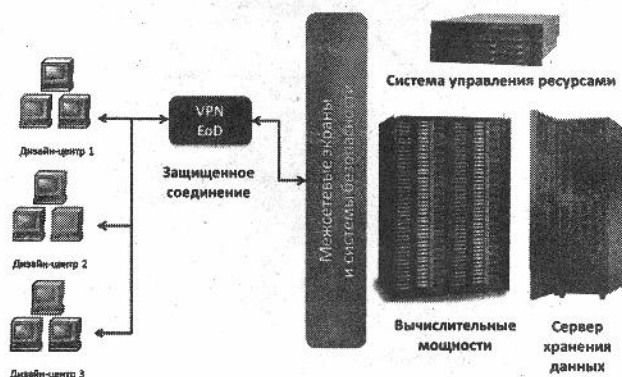 Дизайн-центр 1
Дизайн-центр 2
Дизайн-центр 3
VPN
EoD
Защищенное
соединение
Межсетевые экраны
и системы безопасности
Система управления ресурсами
Вычислительные
мощности
Сервер
хранения
данных